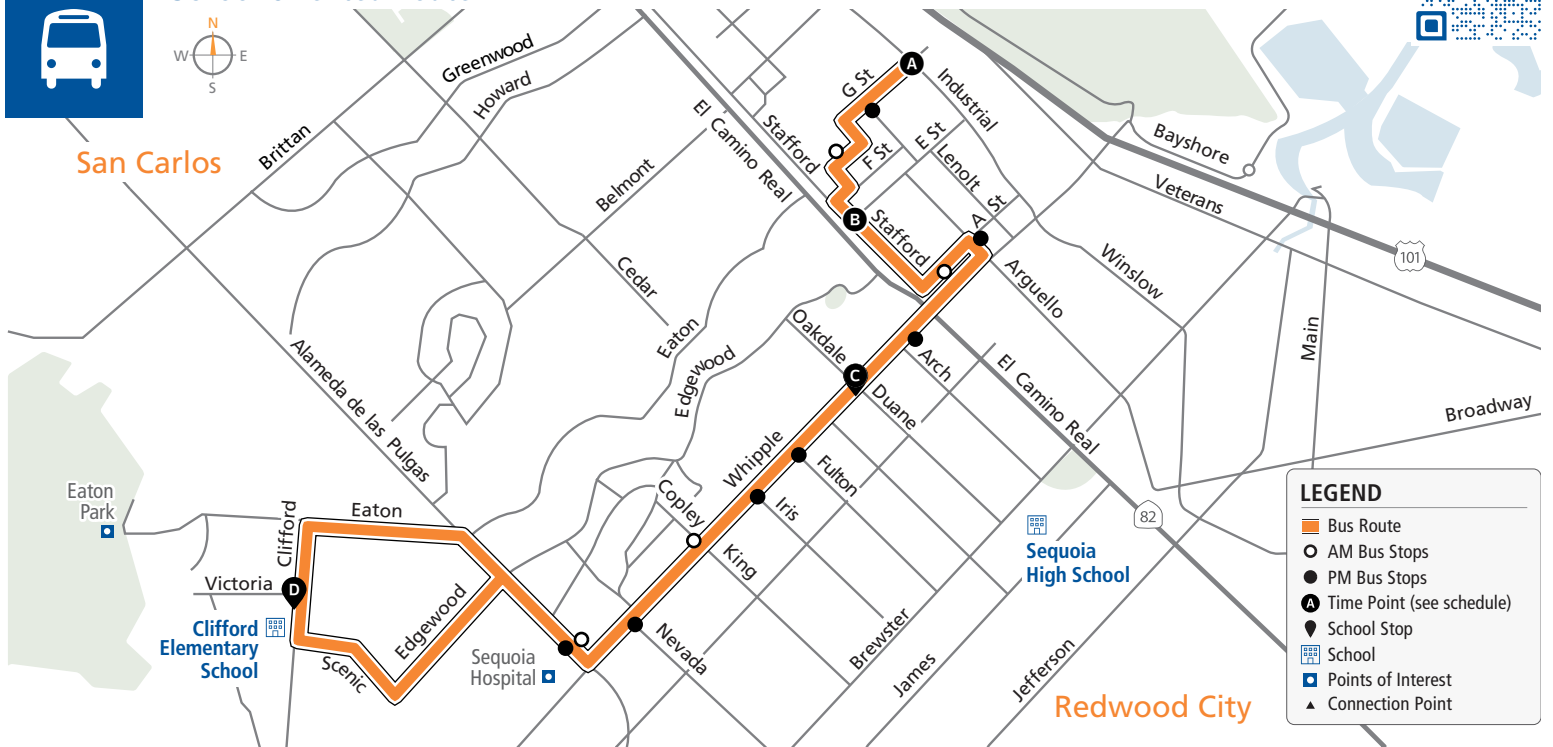 N
W
E
S
San Carlos
Brittan
Greenwood
Howard
Belmont
Cedar
El Camino Real
Stafford
G St
A
Industrial
F St
E St
Lenolt
A St
B
Stafford
Bayshore
Veterans
101
Winslow
Arguello
Main
Broadway
Eaton
Edgewood
Oakdale
C
Arch
Duane
El Camino Real
82
Alameda de las Pulgas
Whipple
Fulton
Iris
Copley
King
Nevada
Brewster
James
Jefferson
Sequoia
High School
Redwood City
Eaton
Park
Clifford
Eaton
Victoria
D
Clifford
Elementary
School
Scenic
Edgewood
Sequoia
Hospital
LEGEND
Bus Route
AM Bus Stops
PM Bus Stops
A Time Point (see schedule)
School Stop
School
Points of Interest
Connection Point